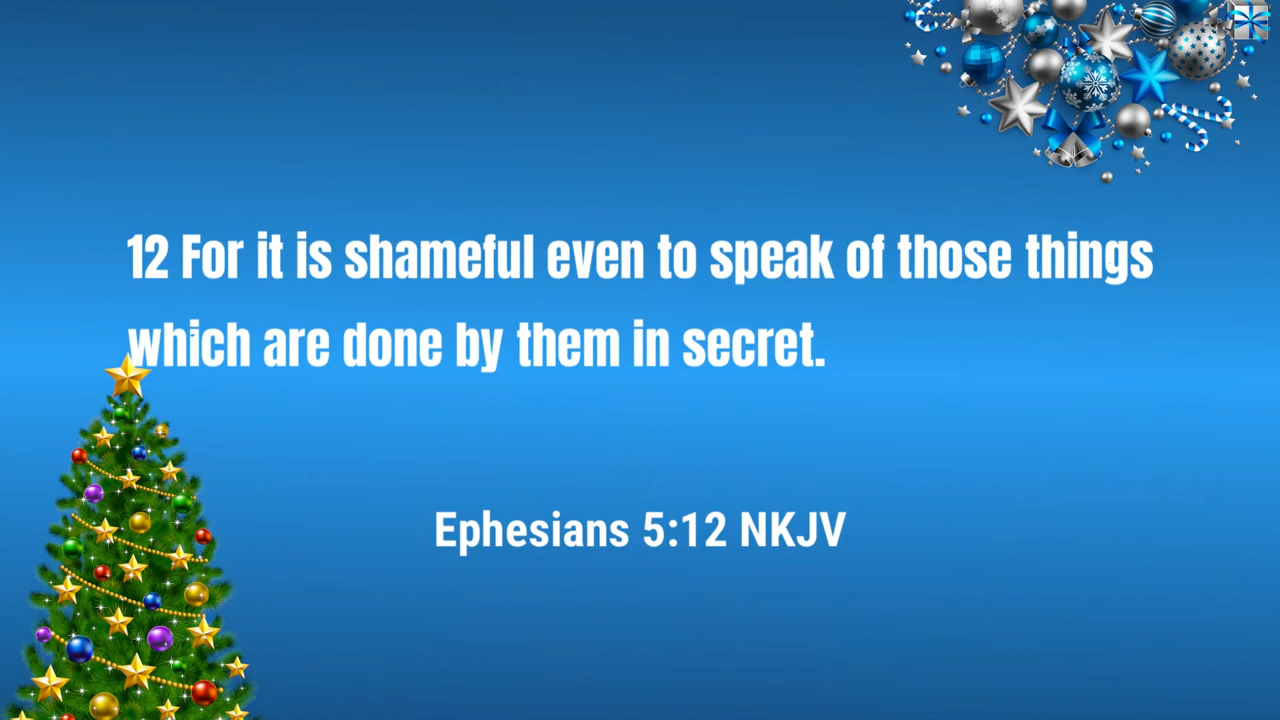 12 For it is shameful even to speak of those things
which are done by them in secret.
Ephesians 5:12 NKJV